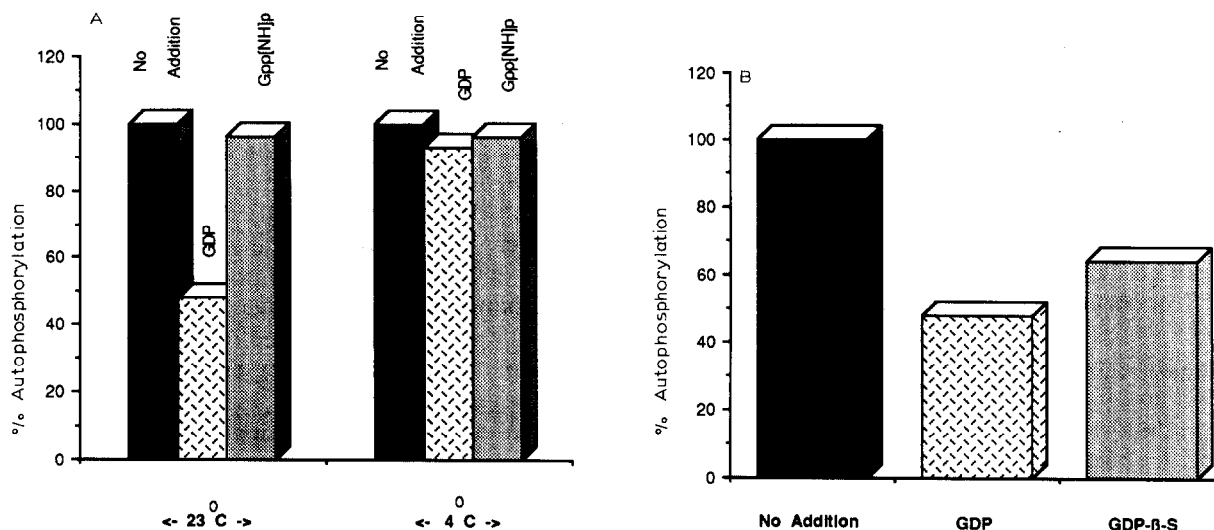 A
No
Addition
GDP
Gpp[NH]p
No
Addition
GDP
Gpp[NH]p
120
100
80
60
40
20
0
% Autophosphorylation
<- 23 °C ->
<- 4 °C ->
B
120
100
80
60
40
20
0
% Autophosphorylation
No Addition
GDP
GDP-β-S